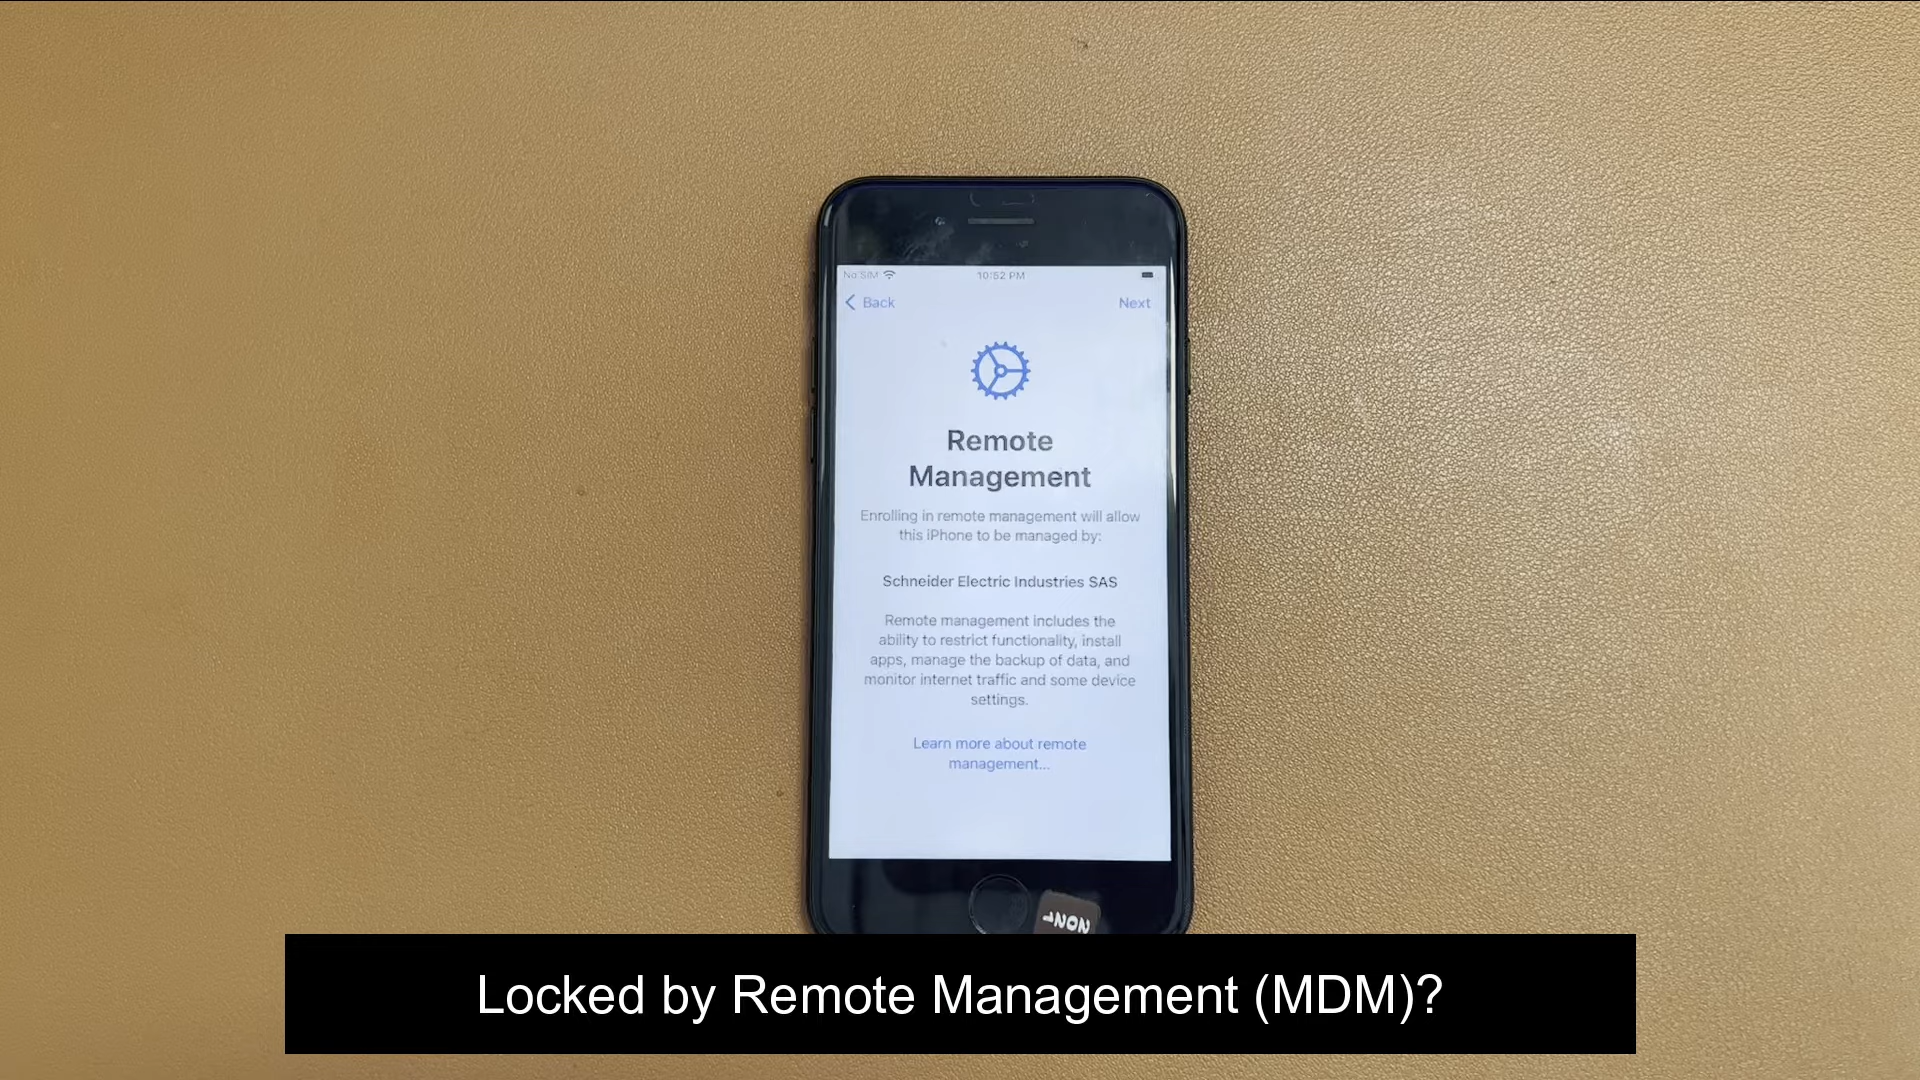 No SIM
10:52 PM
Back
Next
Remote
Management
Enrolling in remote management will allow
this iPhone to be managed by:
Schneider Electric Industries SAS
Remote management includes the
ability to restrict functionality, install
apps, manage the backup of data, and
monitor internet traffic and some device
settings.
Learn more about remote
management...
Locked by Remote Management (MDM)?